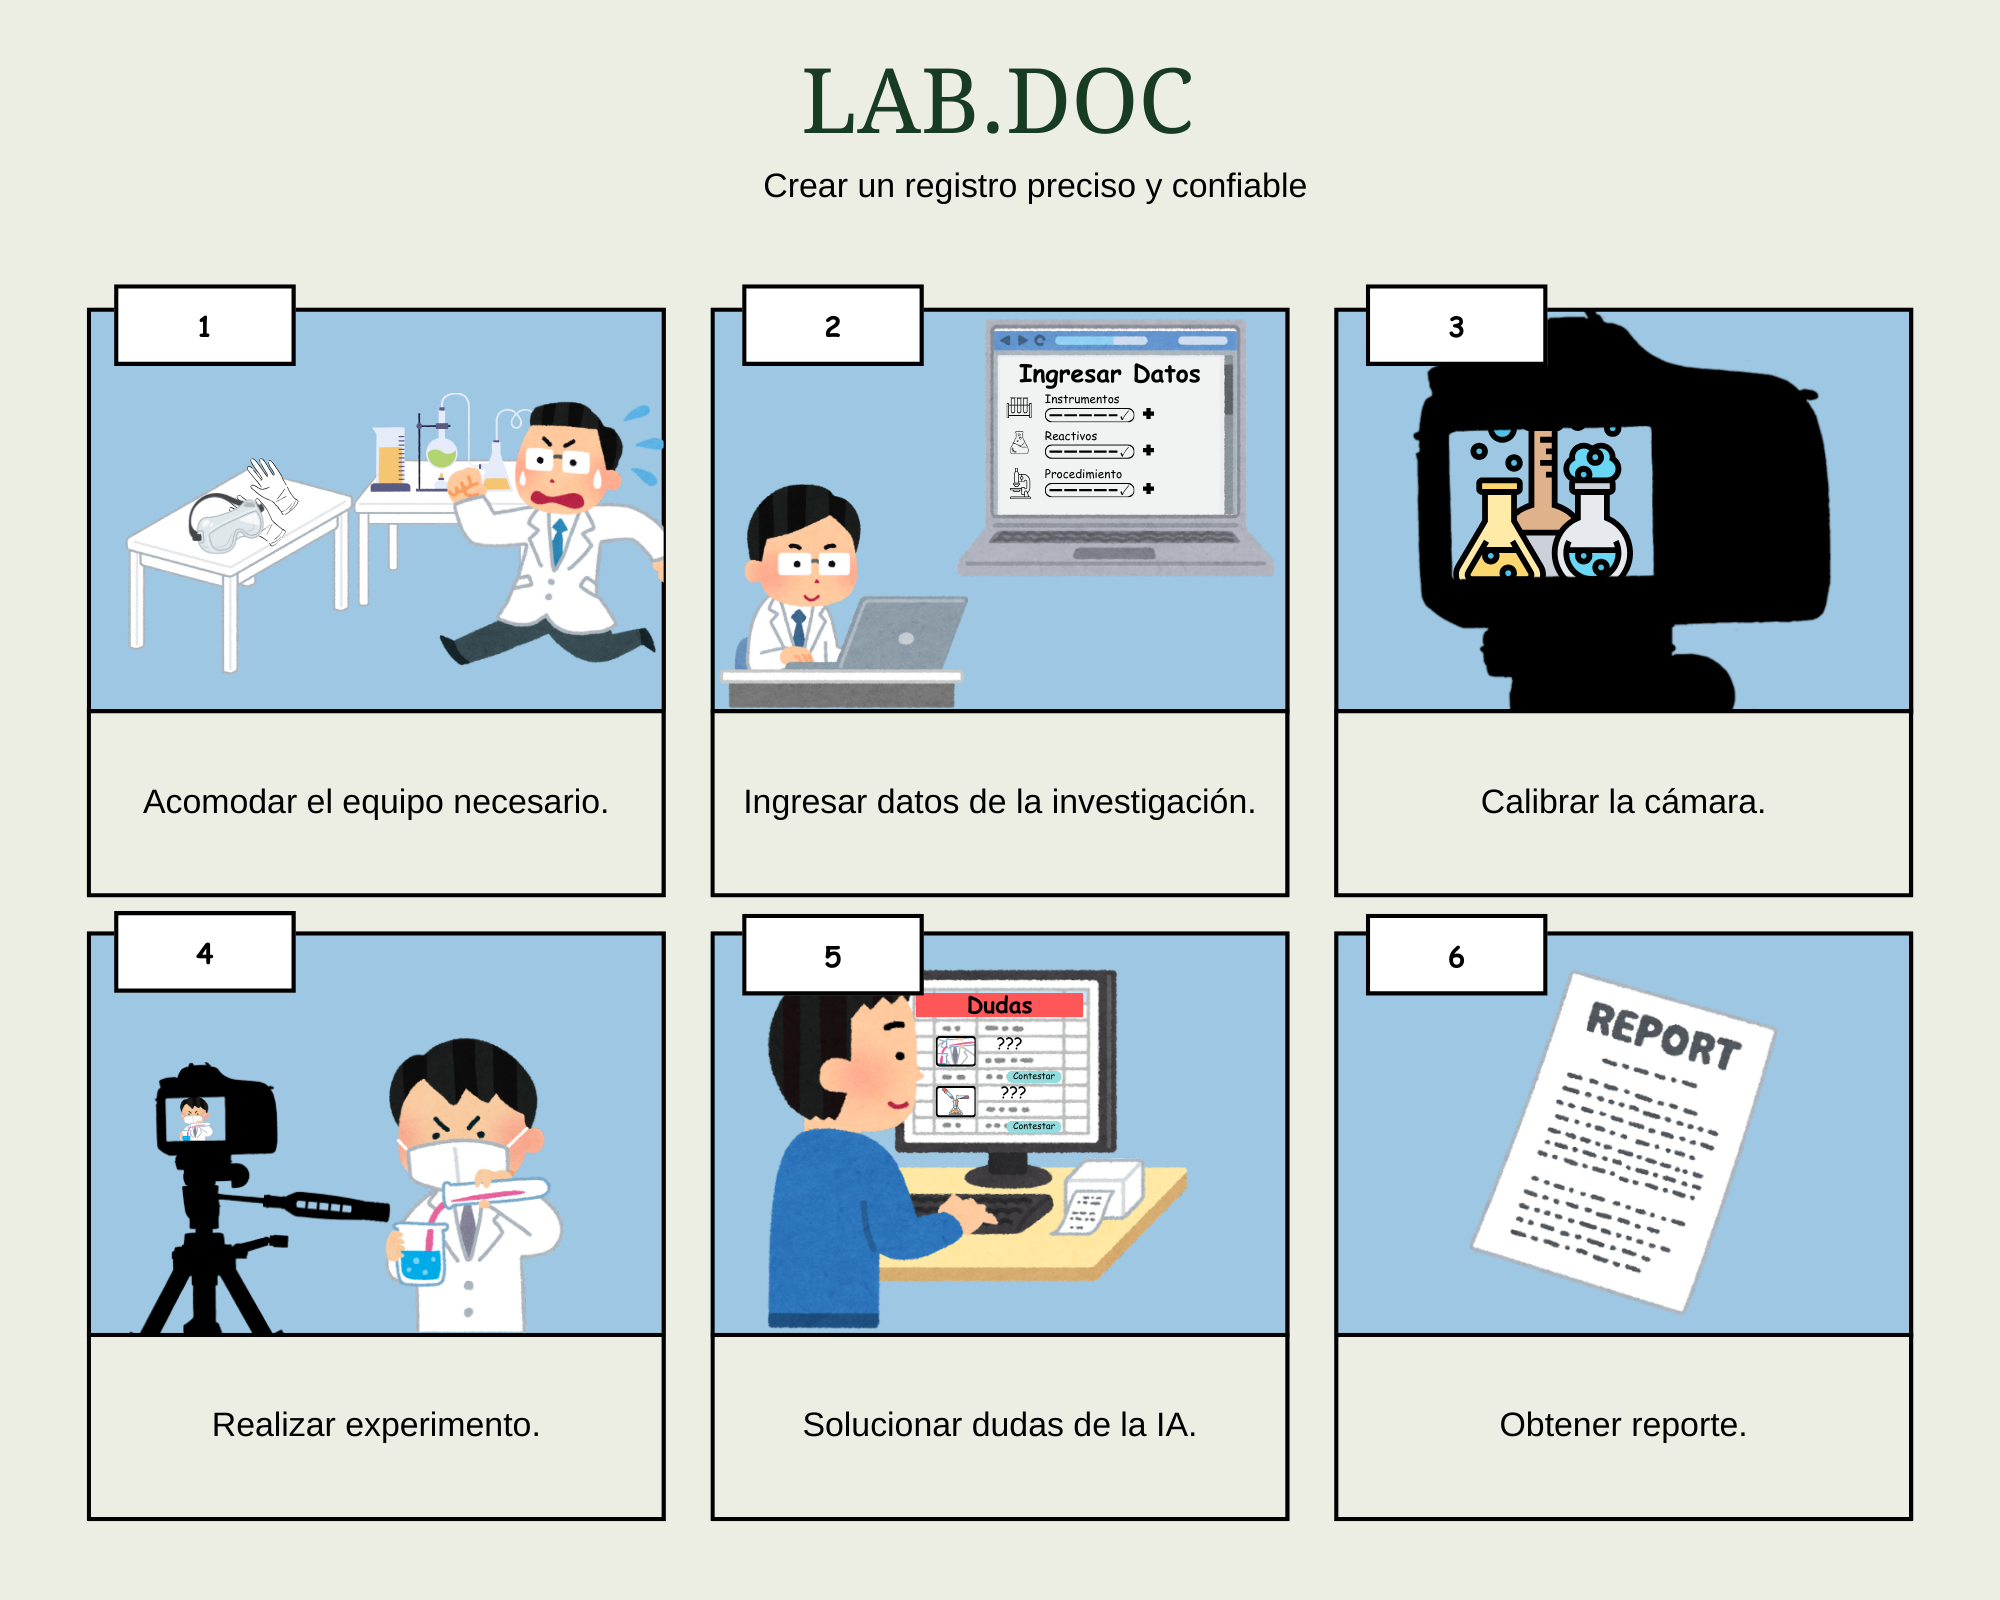 LAB.DOC
Crear un registro preciso y confiable
1
2
3
Ingresar Datos
Instrumentos
Reactivos
Procedimiento
Acomodar el equipo necesario.
Ingresar datos de la investigación.
Calibrar la cámara.
4
5
6
Dudas
???
Contestar
???
Contestar
REPORT
Realizar experimento.
Solucionar dudas de la IA.
Obtener reporte.